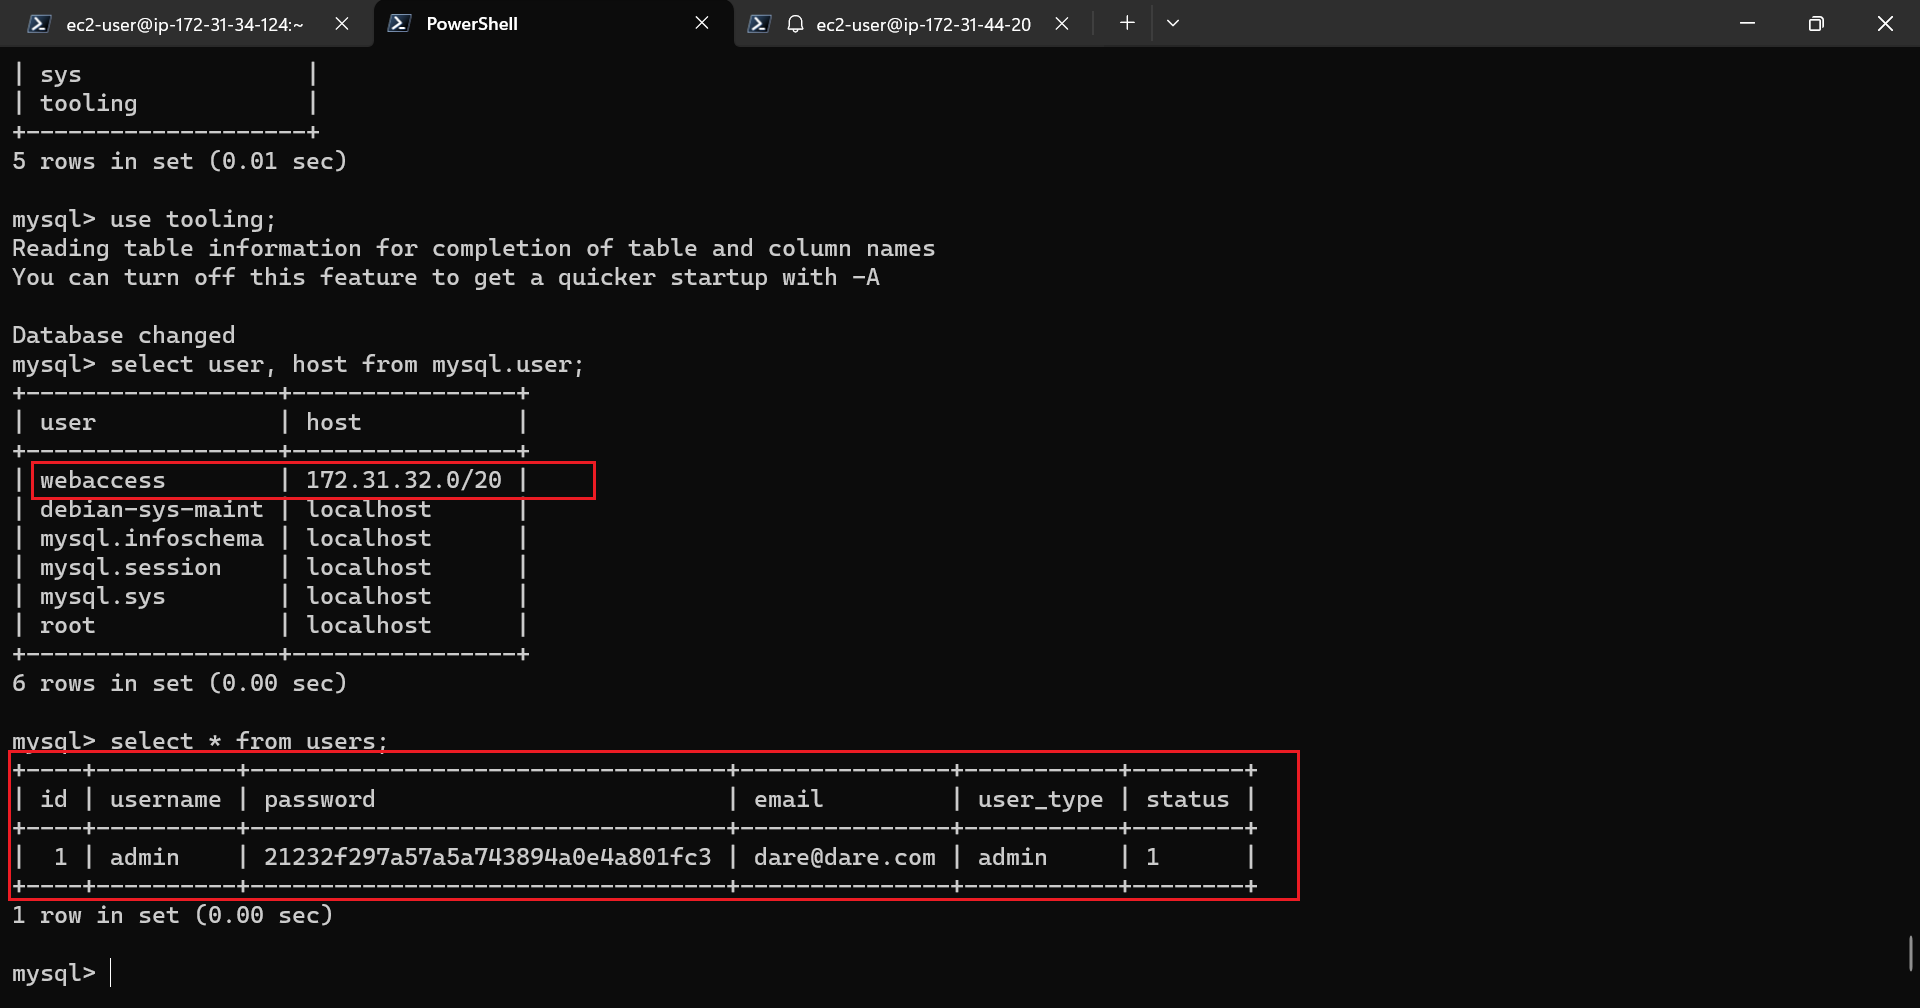 ec2-user@ip-172-31-34-124:~ PowerShell ec2-user@ip-172-31-44-20
| sys                 |
| tooling             |
+--------------------+
5 rows in set (0.01 sec)
mysql> use tooling;
Reading table information for completion of table and column names
You can turn off this feature to get a quicker startup with -A
Database changed
mysql> select user, host from mysql.user;
+------------------+----------------+
| user             | host           |
+------------------+----------------+
| webaccess        | 172.31.32.0/20 |
| debian-sys-maint | localhost      |
| mysql.infoschema | localhost      |
| mysql.session    | localhost      |
| mysql.sys        | localhost      |
| root             | localhost      |
+------------------+----------------+
6 rows in set (0.00 sec)
mysql> select * from users;
+----+----------+----------------------------------+---------------+-----------+--------+
| id | username | password                         | email         | user_type | status |
+----+----------+----------------------------------+---------------+-----------+--------+
|  1 | admin    | 21232f297a57a5a743894a0e4a801fc3 | dare@dare.com | admin     | 1      |
+----+----------+----------------------------------+---------------+-----------+--------+
1 row in set (0.00 sec)
mysql>